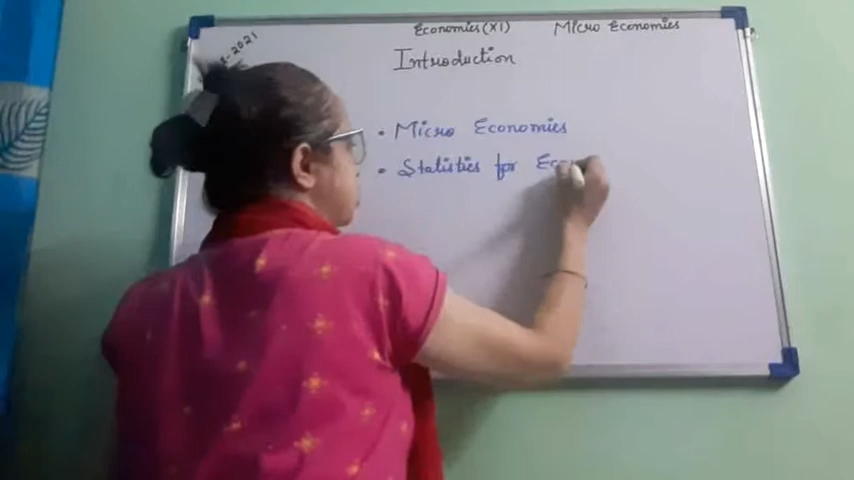 Economics (XI) Micro Economics
-2021
Introduction
• Micro Economics
• Statistics for Eco